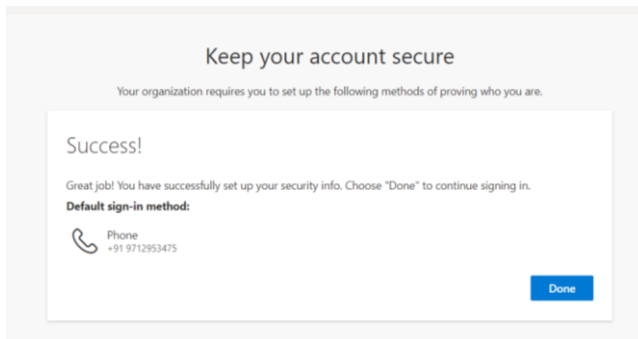 Keep your account secure
Your organization requires you to set up the following methods of proving who you are.
Success!
Great job! You have successfully set up your security info. Choose "Done" to continue signing in.
Default sign-in method:
Phone
+91 9712953475
Done